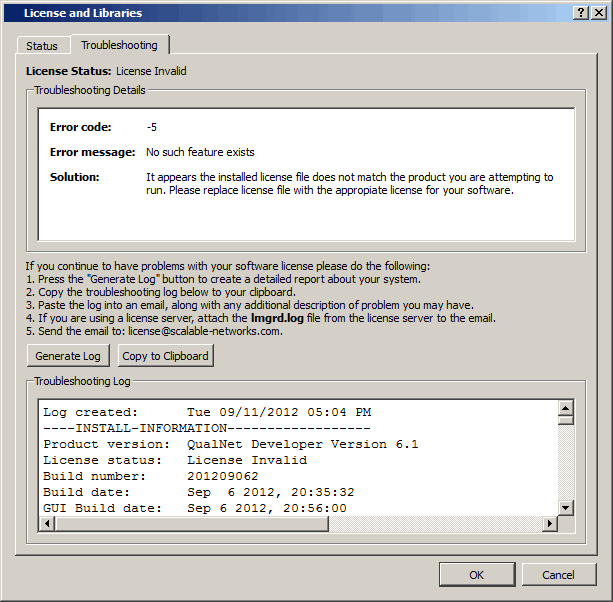 License and Libraries
Status
Troubleshooting
License Status: License Invalid
Troubleshooting Details
Error code: -5
Error message: No such feature exists
Solution: It appears the installed license file does not match the product you are attempting to
run. Please replace license file with the appropiate license for your software.
If you continue to have problems with your software license please do the following:
1. Press the "Generate Log" button to create a detailed report about your system.
2. Copy the troubleshooting log below to your clipboard.
3. Paste the log into an email, along with any additional description of problem you may have.
4. If you are using a license server, attach the lmgrd.log file from the license server to the email.
5. Send the email to: license@scalable-networks.com.
Generate Log
Copy to Clipboard
Troubleshooting Log
Log created: Tue 09/11/2012 05:04 PM
----INSTALL-INFORMATION------------------
Product version: QualNet Developer Version 6.1
License status: License Invalid
Build number: 201209062
Build date: Sep 6 2012, 20:35:32
GUI Build date: Sep 6 2012, 20:56:00
OK
Cancel